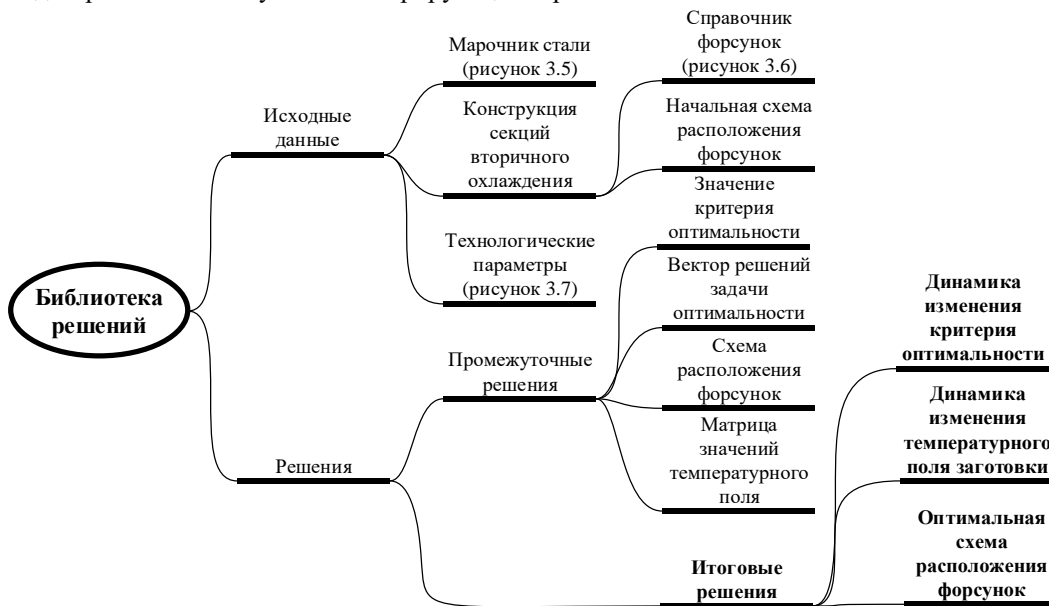 Библиотека
решений
Исходные
данные
Марочник стали
(рисунок 3.5)
Конструкция
секций
вторичного
охлаждения
Справочник
форсунок
(рисунок 3.6)
Начальная схема
расположения
форсунок
Технологические
параметры
(рисунок 3.7)
Решения
Промежуточные
решения
Значение
критерия
оптимальности
Вектор решений
задачи
оптимальности
Схема
расположения
форсунок
Матрица
значений
температурного
поля
Итоговые
решения
Динамика
изменения
критерия
оптимальности
Динамика
изменения
температурного
поля заготовки
Оптимальная
схема
расположения
форсунок